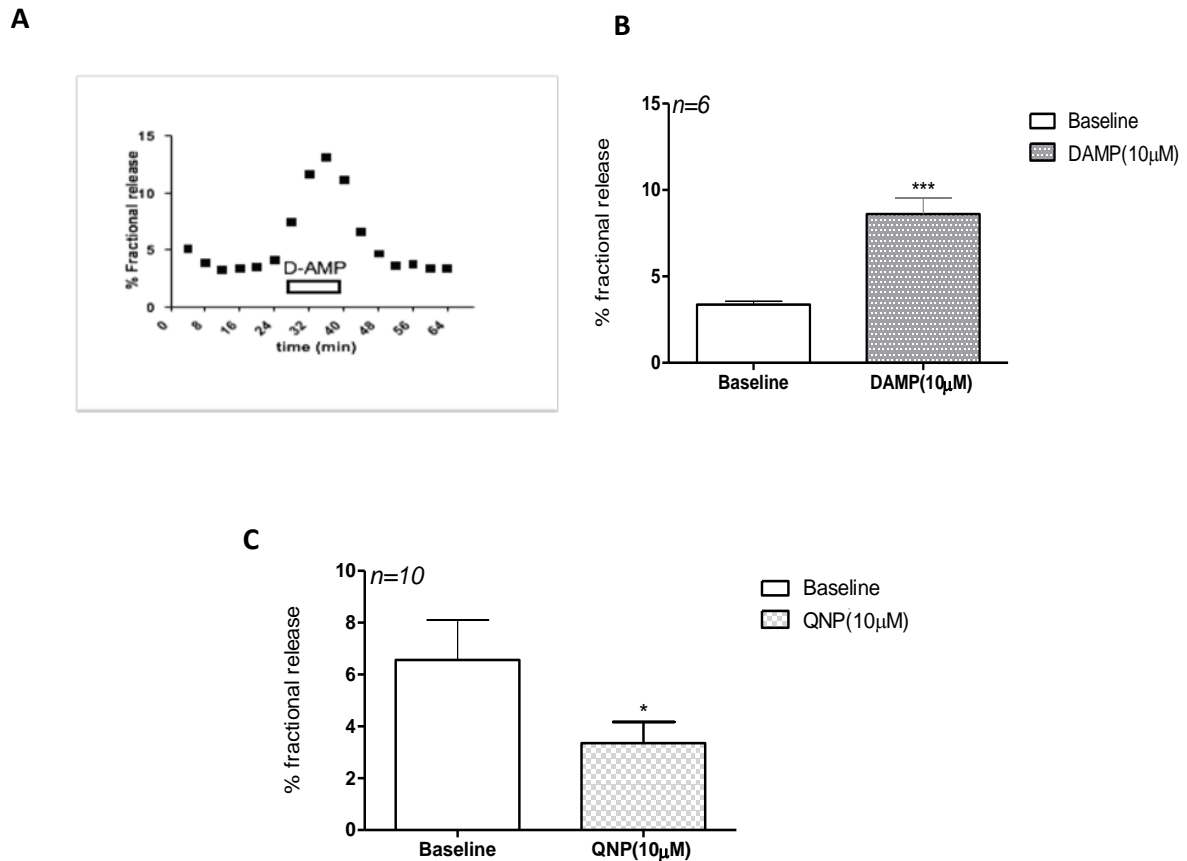 A
% Fractional release
15
10
5
0
D-AMP
0 8 16 24 32 40 48 56 64
time (min)
B
% fractional release
15
10
5
0
n=6
***
Baseline DAMP(10μM)
Baseline
DAMP(10μM)
C
% fractional release
10
8
6
4
2
0
n=10
*
Baseline QNP(10μM)
Baseline
QNP(10μM)